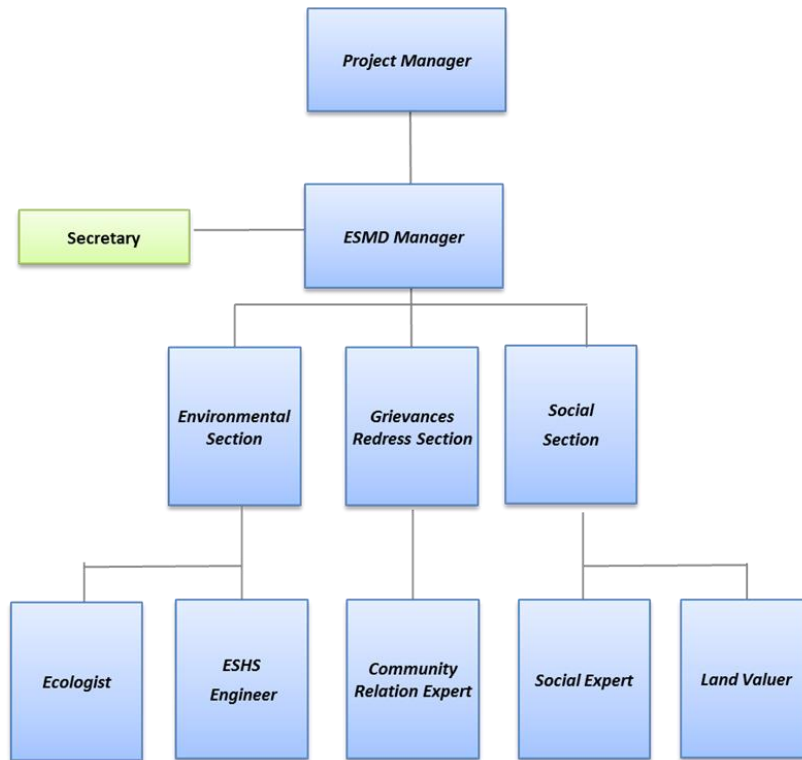 Project Manager
Secretary
ESMD Manager
Environmental
Section
Grievances
Redress Section
Social
Section
Ecologist
ESHS
Engineer
Community
Relation Expert
Social Expert
Land Valuer